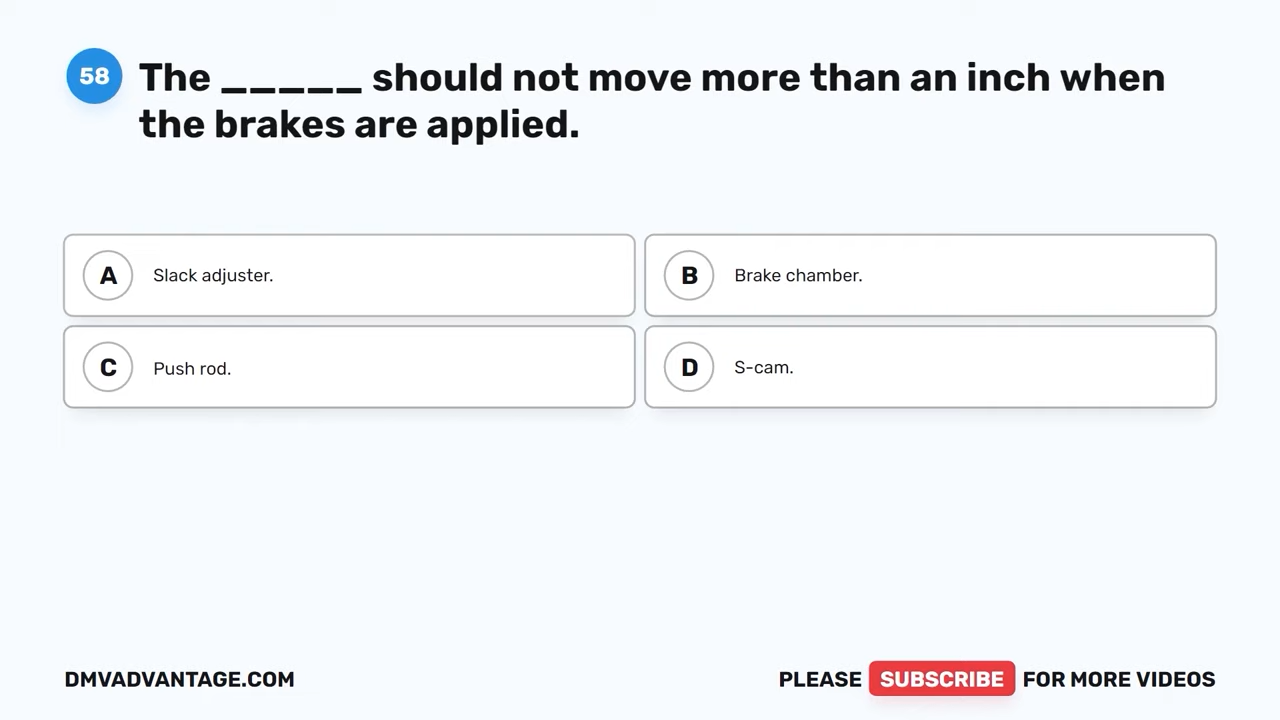 58
The _____ should not move more than an inch when
the brakes are applied.
A Slack adjuster.
B Brake chamber.
C Push rod.
D S-cam.
DMVADVANTAGE.COM
PLEASE SUBSCRIBE FOR MORE VIDEOS